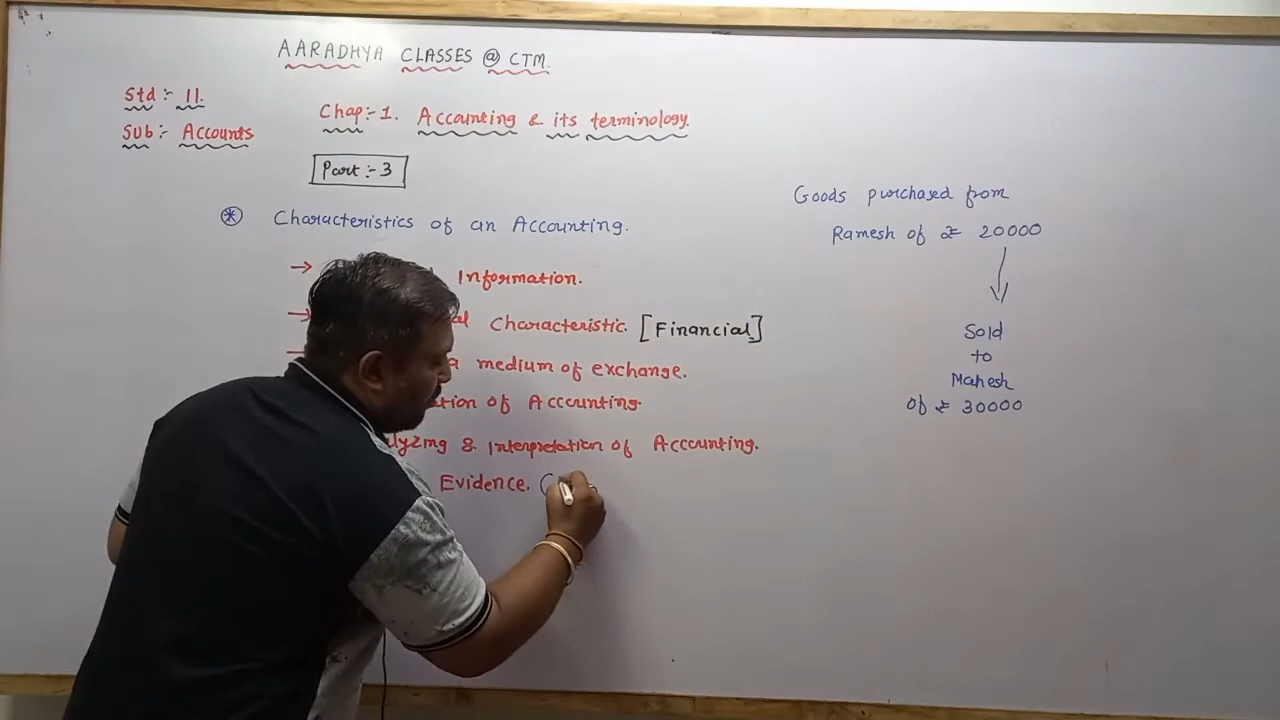 AARADHYA CLASSES @ CTM.
Std :- 11.
Sub :- Accounts
Chap :- 1. Accounting & its terminology.
Part :- 3
* Characteristics of an Accounting.
→ Information.
→ Characteristic. [Financial]
a medium of exchange.
of Accounting.
& Interpretation of Accounting.
Evidence. (
Goods purchased from
Ramesh of ₹ 20000
Sold
to
Mahesh
of ₹ 30000